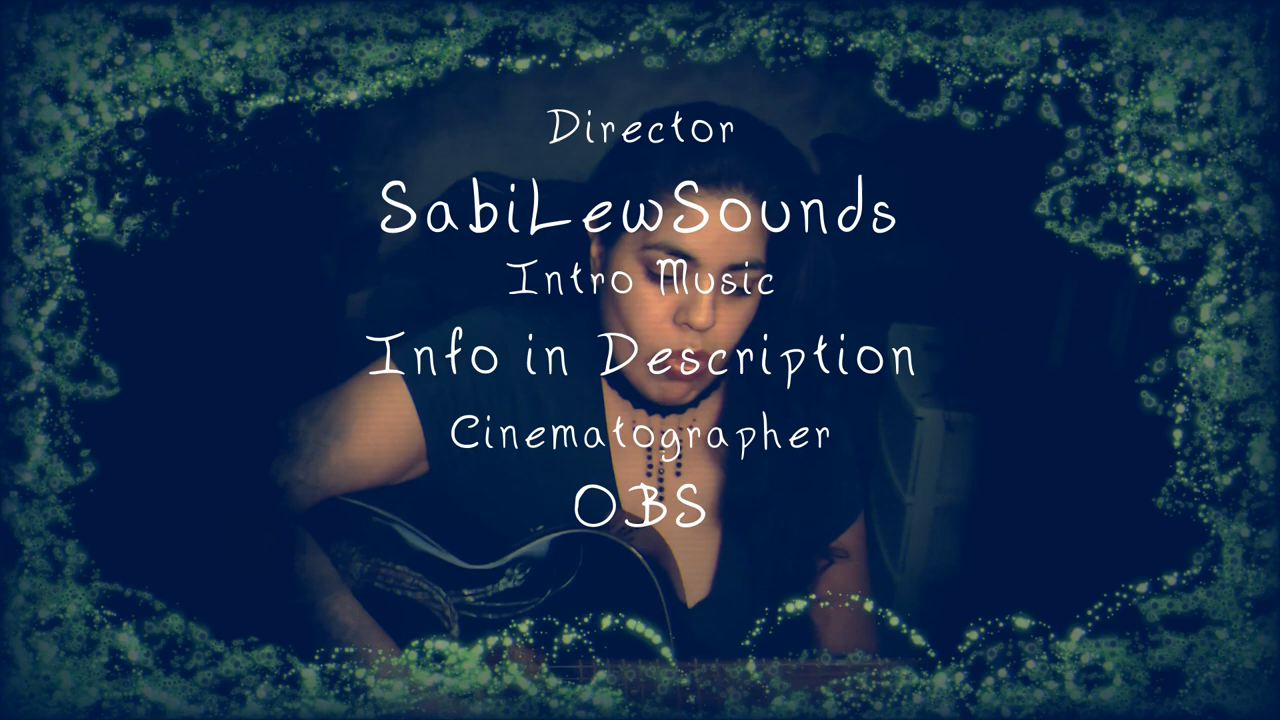 Director
SabiLewSounds
Intro Music
Info in Description
Cinematographer
OBS